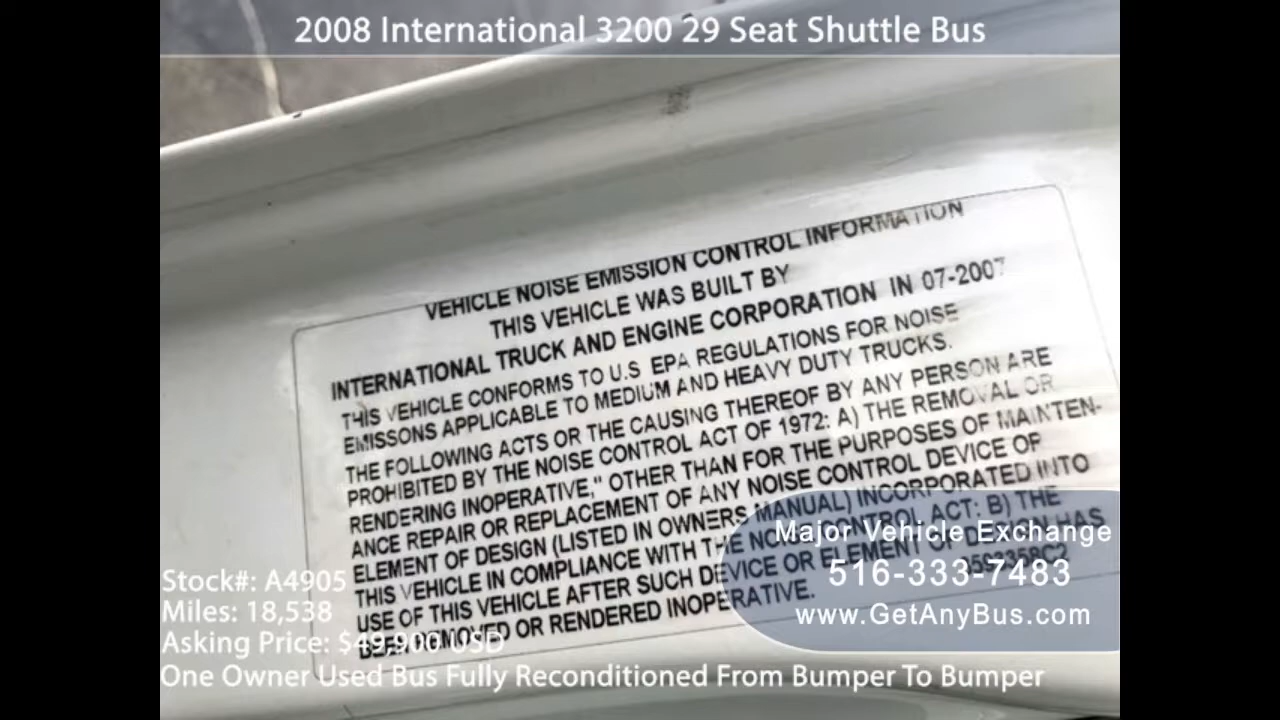 2008 International 3200 29 Seat Shuttle Bus
VEHICLE NOISE EMISSION CONTROL INFORMATION
THIS VEHICLE WAS BUILT BY
INTERNATIONAL TRUCK AND ENGINE CORPORATION IN 07-2007
THIS VEHICLE CONFORMS TO U.S EPA REGULATIONS FOR NOISE
EMISSONS APPLICABLE TO MEDIUM AND HEAVY DUTY TRUCKS.
THE FOLLOWING ACTS OR THE CAUSING THEREOF BY ANY PERSON ARE
PROHIBITED BY THE NOISE CONTROL ACT OF 1972: A) THE REMOVAL OR
RENDERING INOPERATIVE," OTHER THAN FOR THE PURPOSES OF MAINTEN-
ANCE REPAIR OR REPLACEMENT OF ANY NOISE CONTROL DEVICE OR
ELEMENT OF DESIGN (LISTED IN OWNERS MANUAL) INCORPORATED INTO
THIS VEHICLE IN COMPLIANCE WITH THE NOISE CONTROL ACT: B) THE
USE OF THIS VEHICLE AFTER SUCH DEVICE OR ELEMENT OF DESIGN HAS
BEEN REMOVED OR RENDERED INOPERATIVE.
Major Vehicle Exchange
516-333-7483
www.GetAnyBus.com
Stock#: A4905
Miles: 18,538
Asking Price: $49,900 USD
One Owner Used Bus Fully Reconditioned From Bumper To Bumper